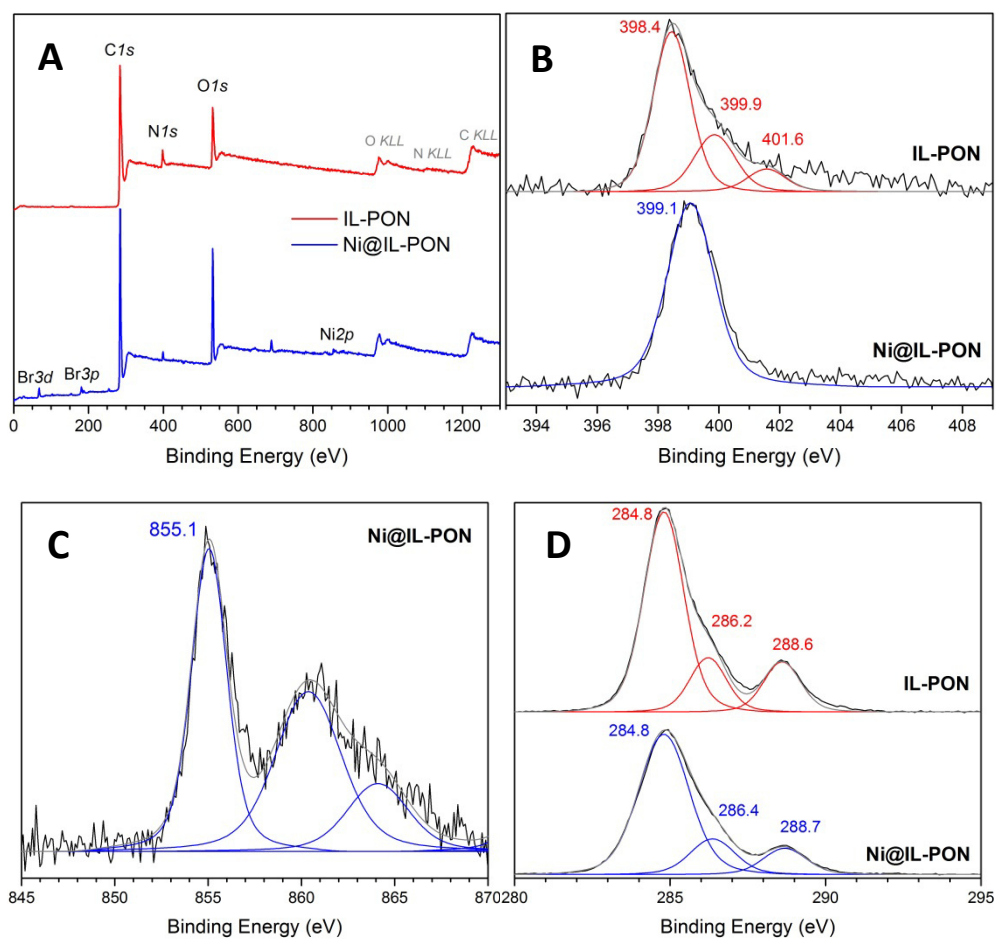 A
C1s
O1s
N1s
O KLL
N KLL
C KLL
IL-PON
Ni@IL-PON
Br3d
Br3p
Ni2p
0 200 400 600 800 1000 1200
Binding Energy (eV)
B
398.4
399.9
401.6
IL-PON
399.1
Ni@IL-PON
394 396 398 400 402 404 406 408
Binding Energy (eV)
C
855.1
Ni@IL-PON
845 850 855 860 865 870
Binding Energy (eV)
D
284.8
286.2
288.6
IL-PON
284.8
286.4
288.7
Ni@IL-PON
280 285 290 295
Binding Energy (eV)